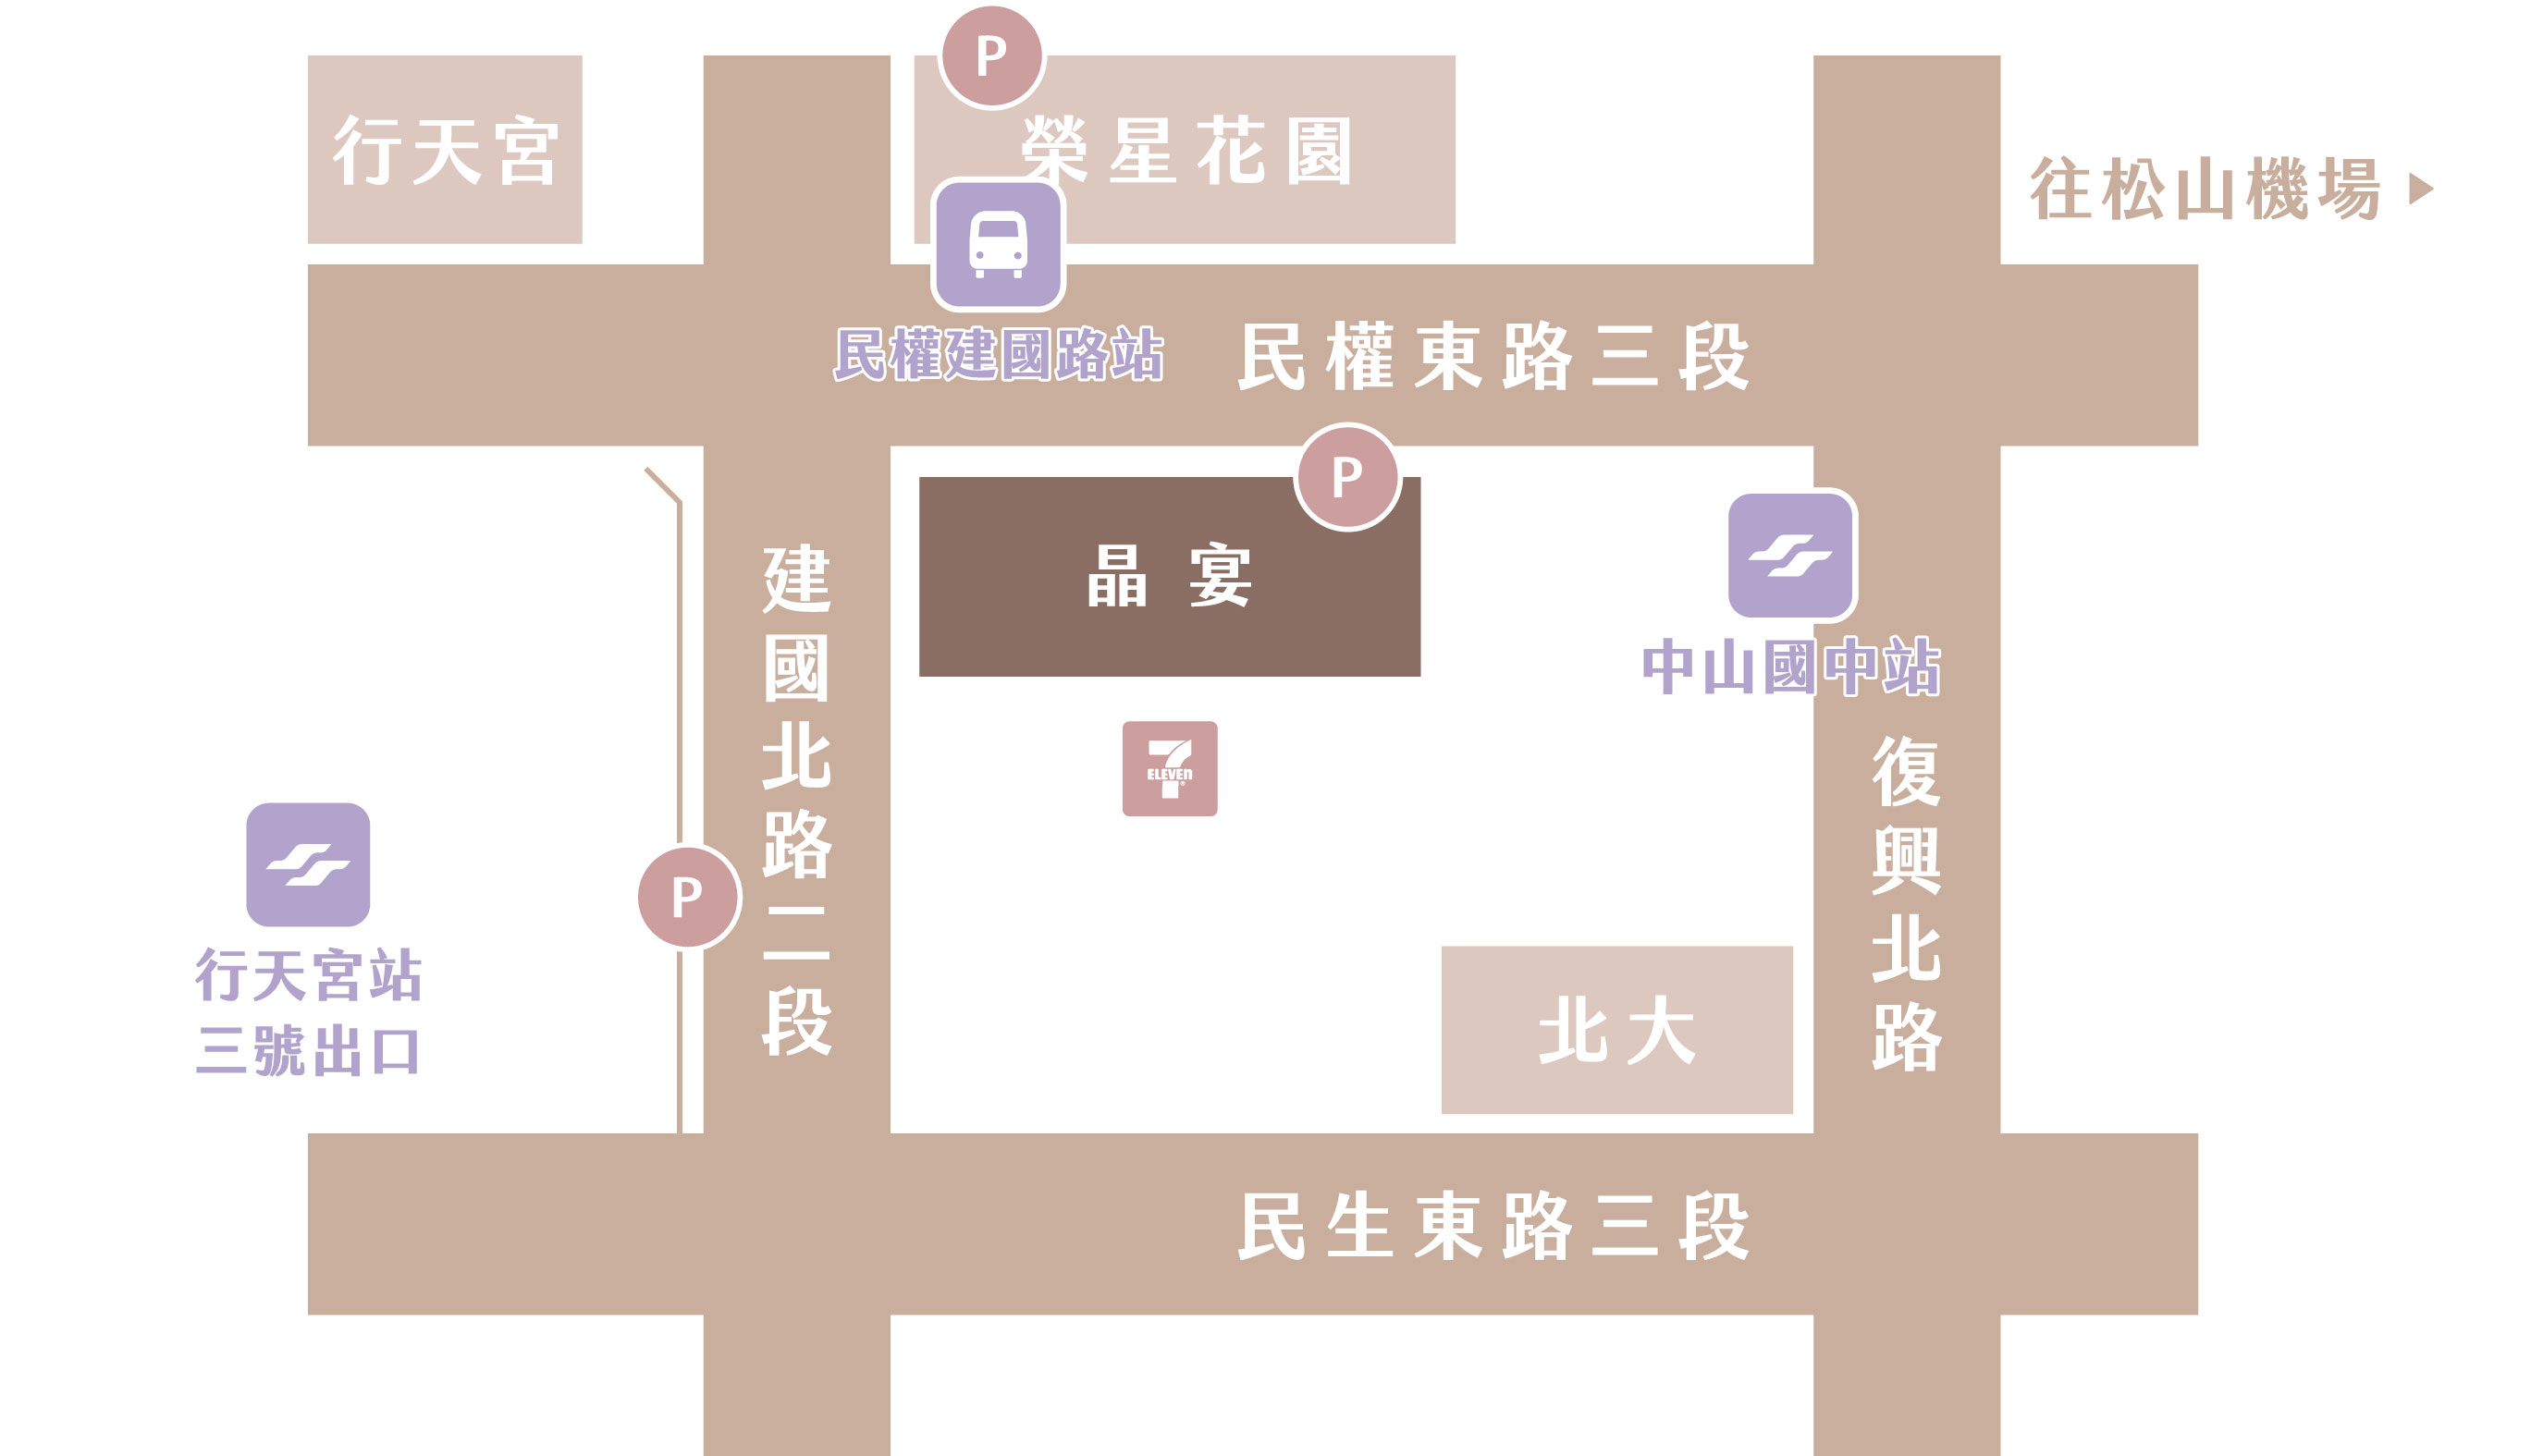 P
行天宮
榮星花園
往松山機場
民權建國路站
民權東路三段
P
晶宴
建國北路二段
中山國中站
7
ELEVEN
®
復興北路
P
行天宮站
三號出口
北大
民生東路三段